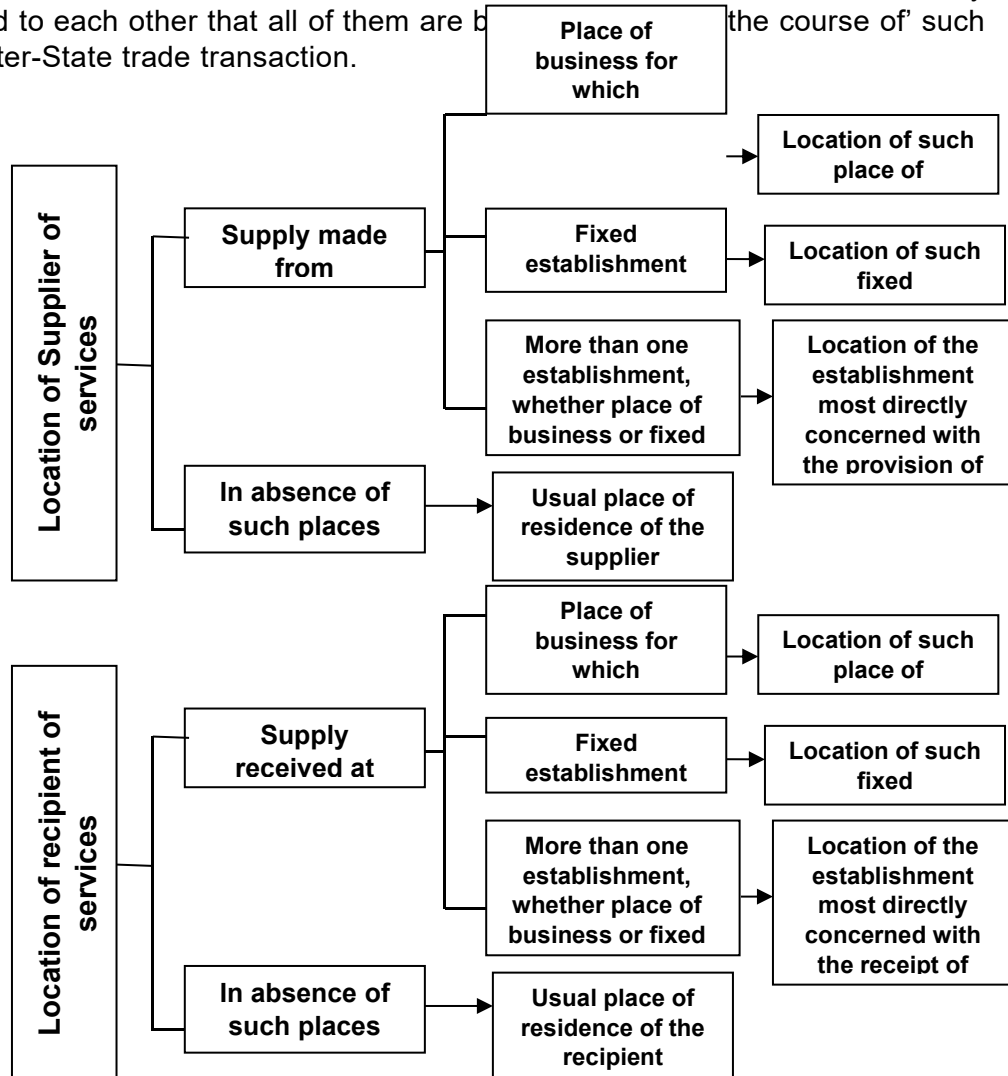 d to each other that all of them are b
the course of’ such
ter-State trade transaction.
Place of
business for
which
Location of such
place of
Location of Supplier of
services
Supply made
from
Fixed
establishment
Location of such
fixed
More than one
establishment,
whether place of
business or fixed
Location of the
establishment
most directly
concerned with
the provision of
In absence of
such places
Usual place of
residence of the
supplier
Place of
business for
which
Location of such
place of
Location of recipient of
services
Supply
received at
Fixed
establishment
Location of such
fixed
More than one
establishment,
whether place of
business or fixed
Location of the
establishment
most directly
concerned with
the receipt of
In absence of
such places
Usual place of
residence of the
recipient